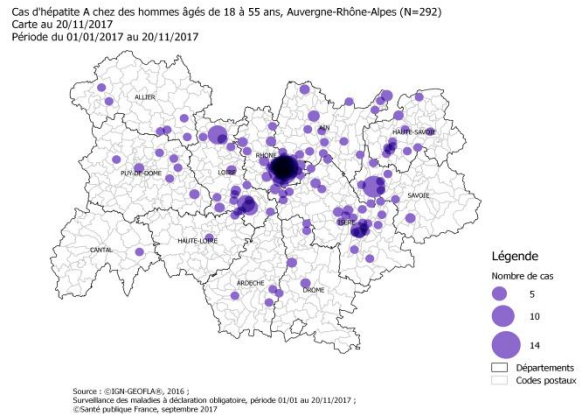 Cas d'hépatite A chez des hommes âgés de 18 à 55 ans, Auvergne-Rhône-Alpes (N=292)
Carte au 20/11/2017
Période du 01/01/2017 au 20/11/2017
ALLIER
AIN
HAUTE-SAVOIE
RHONE
PUY-DE-DOME
LOIRE
SAVOIE
ISERE
CANTAL
HAUTE-LOIRE
ARDECHE
DROME
Légende
Nombre de cas
5
10
14
Départements
Codes postaux
Source : ©IGN-GEOFLA®, 2016 ;
Surveillance des maladies à déclaration obligatoire, période 01/01 au 20/11/2017 ;
©Santé publique France, septembre 2017